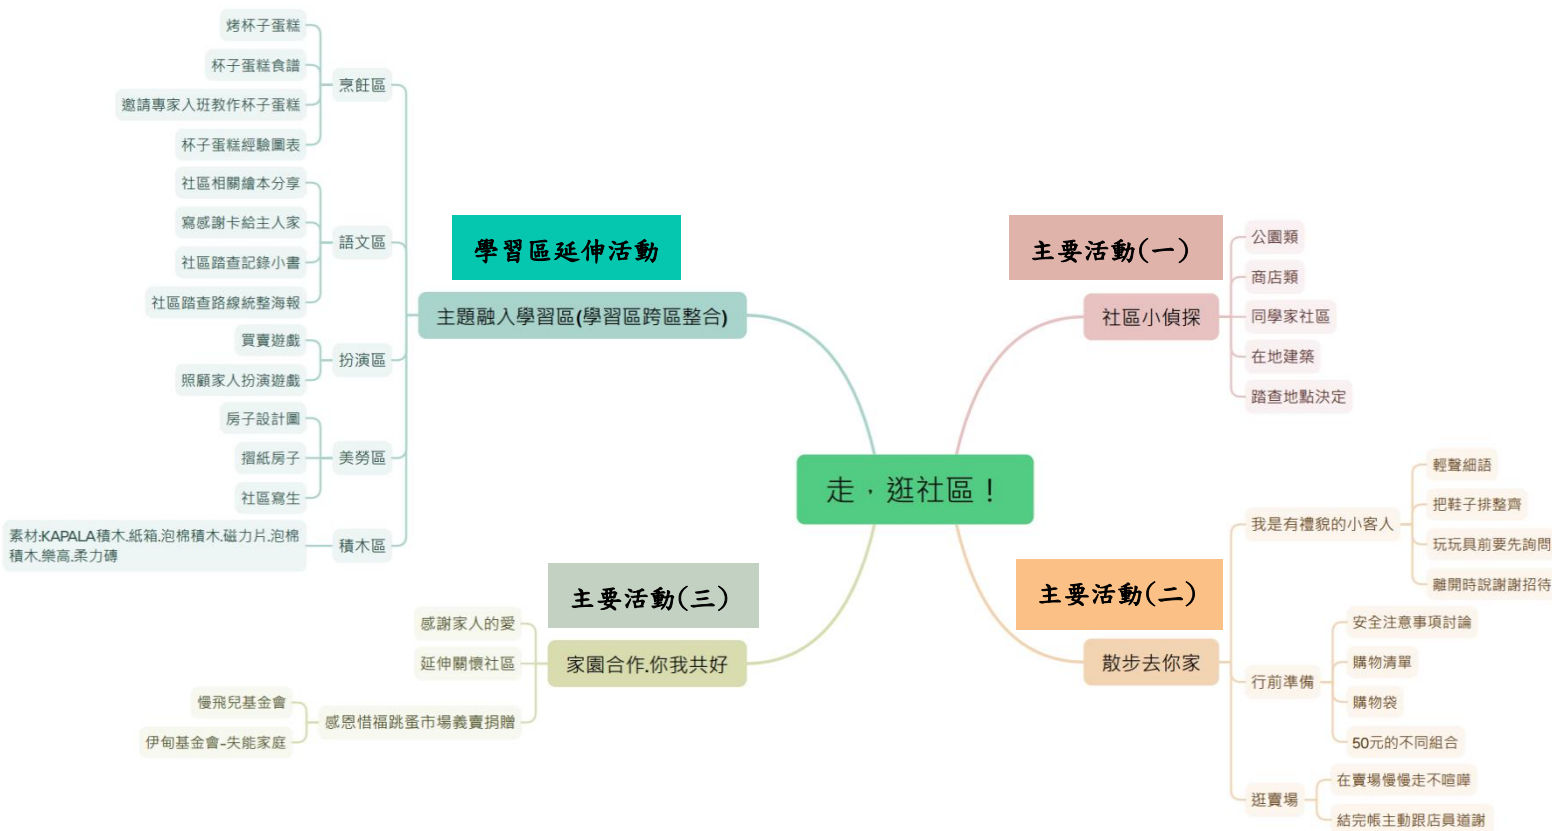 走，逛社區！
主要活動(一)
社區小偵探
公園類
商店類
同學家社區
在地建築
踏查地點決定
主要活動(二)
散步去你家
我是有禮貌的小客人
輕聲細語
把鞋子排整齊
玩玩具前要先詢問
離開時說謝謝招待
行前準備
安全注意事項討論
購物清單
購物袋
50元的不同組合
逛賣場
在賣場慢慢走不喧嘩
結完帳主動跟店員道謝
主要活動(三)
家園合作.你我共好
感謝家人的愛
延伸關懷社區
感恩惜福跳蚤市場義賣捐贈
慢飛兒基金會
伊甸基金會-失能家庭
學習區延伸活動
主題融入學習區(學習區跨區整合)
烹飪區
烤杯子蛋糕
杯子蛋糕食譜
邀請專家入班教作杯子蛋糕
杯子蛋糕經驗圖表
語文區
社區相關繪本分享
寫感謝卡給主人家
社區踏查記錄小書
社區踏查路線統整海報
扮演區
買賣遊戲
照顧家人扮演遊戲
美勞區
房子設計圖
摺紙房子
社區寫生
積木區
素材:KAPALA積木.紙箱.泡棉積木.磁力片.泡棉
積木.樂高.柔力磚